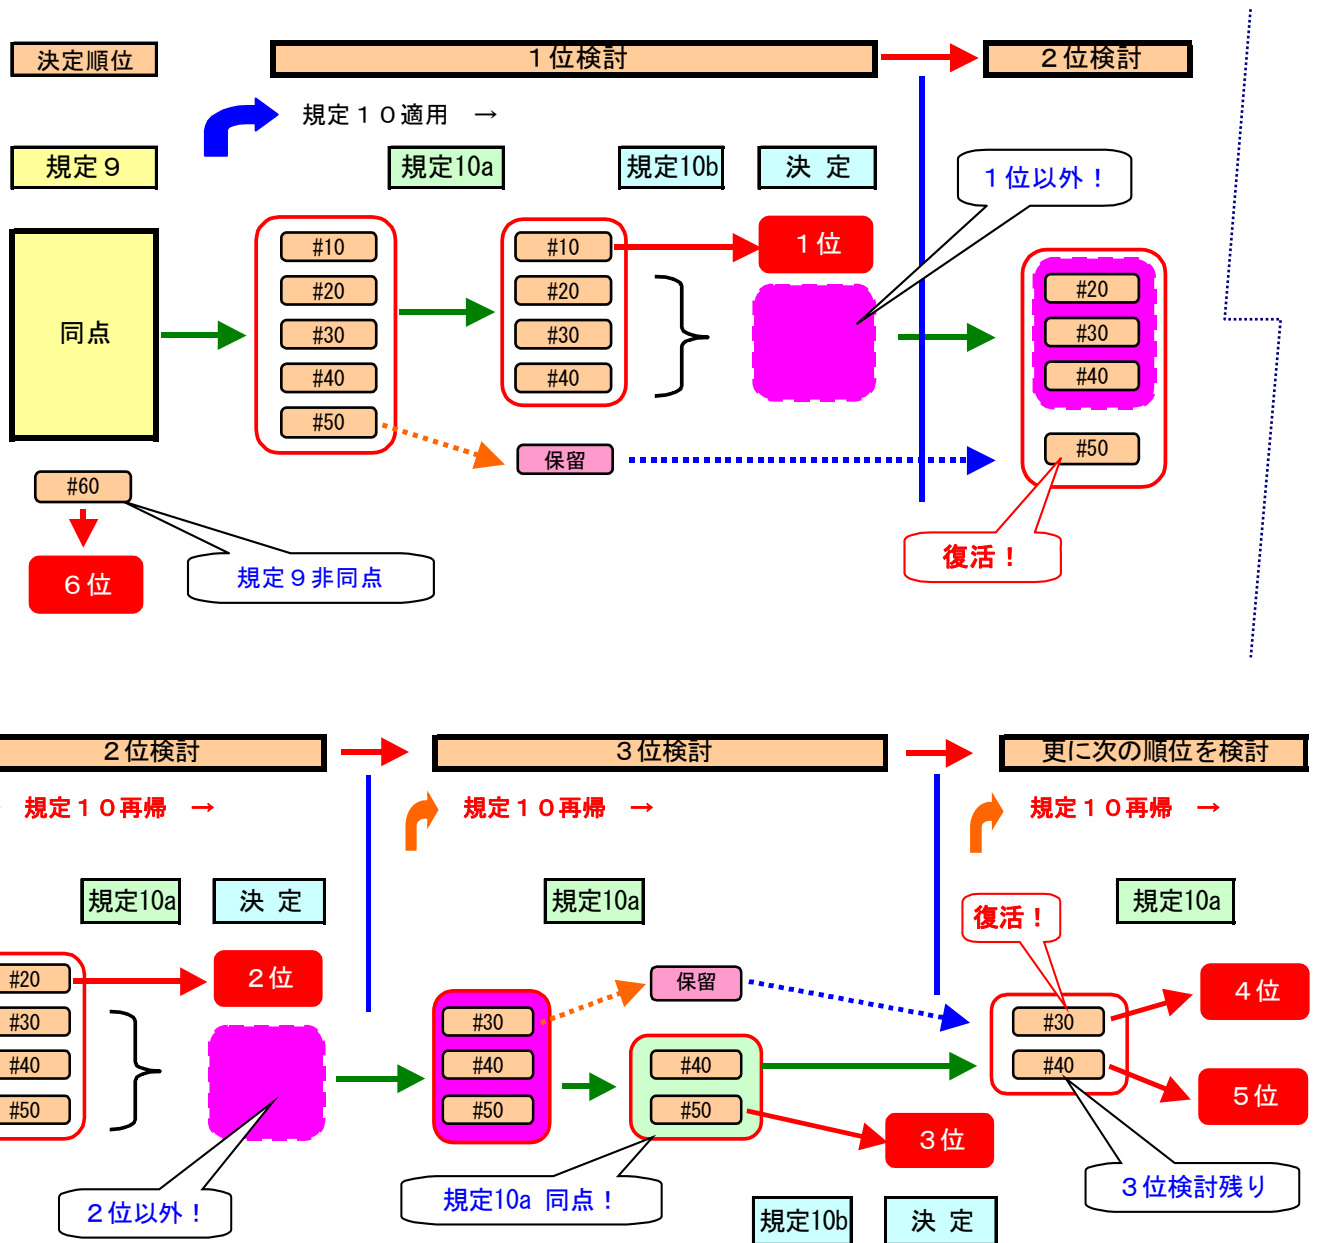 決定順位
１位検討
２位検討
規定１０適用　→
規定９
規定10a
規定10b
決 定
１位以外！
同点
#10
#20
#30
#40
#50
#10
#20
#30
#40
保留
１位
#20
#30
#40
#50
復活！
#60
６位
規定９非同点
２位検討
３位検討
更に次の順位を検討
規定１０再帰　→
規定１０再帰　→
規定１０再帰　→
規定10a
決 定
規定10a
復活！
規定10a
#20
#30
#40
#50
２位
２位以外！
#30
#40
#50
保留
#40
#50
３位
規定10a 同点！
規定10b
決 定
#30
#40
４位
５位
３位検討残り